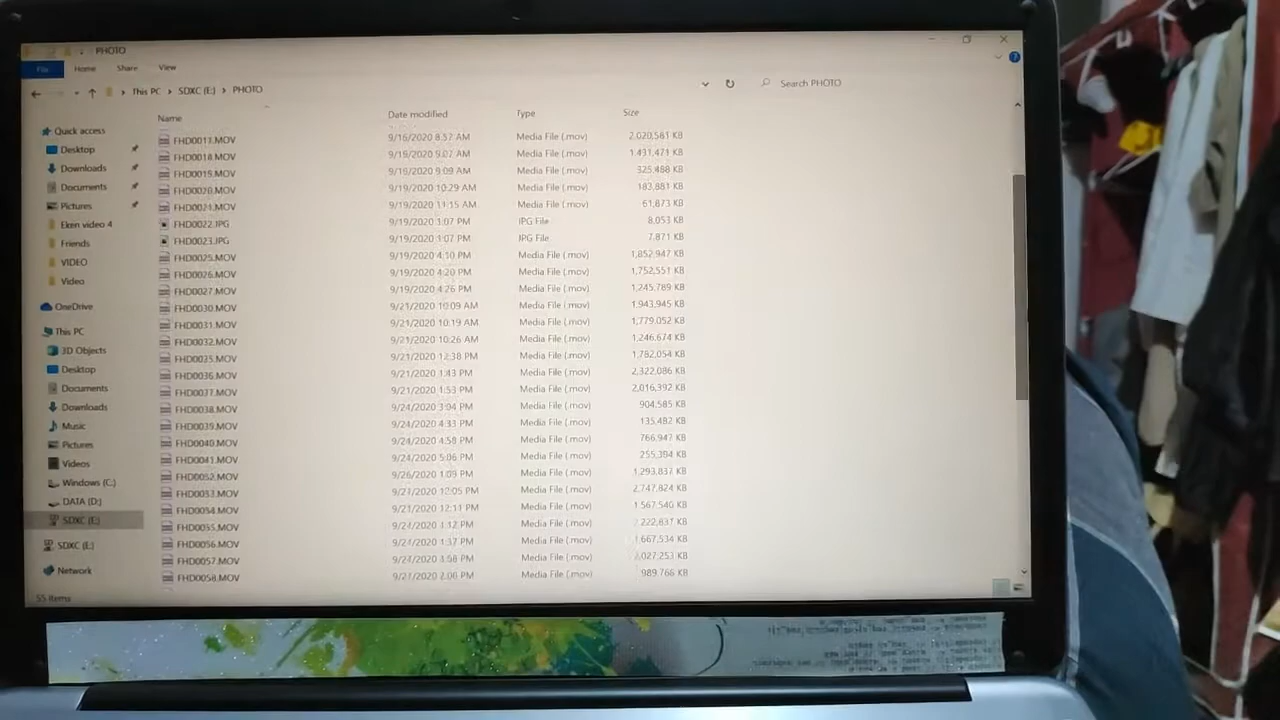 PHOTO
File Home Share View
This PC > SDXC (E:) > PHOTO Search PHOTO
Name Date modified Type Size
Quick access
Desktop
Downloads
Documents
Pictures
Eken video 4
Friends
VIDEO
Video
OneDrive
This PC
3D Objects
Desktop
Documents
Downloads
Music
Pictures
Videos
Windows (C:)
DATA (D:)
SDXC (E:)
SDXC (E:)
Network
FHD0013.MOV 8:57 AM Media File (.mov) 2,020,581 KB
FHD0018.MOV Media File (.mov) 1,431,471 KB
FHD0019.MOV 9/19/2020 9:09 AM Media File (.mov) 325,488 KB
FHD0020.MOV 9/19/2020 10:29 AM Media File (.mov) 183,881 KB
FHD0021.MOV 9/19/2020 11:15 AM Media File (.mov) 61,873 KB
FHD0022.JPG 9/19/2020 1:07 PM JPG File 8,053 KB
FHD0023.JPG 9/19/2020 1:07 PM JPG File 7,871 KB
FHD0025.MOV 9/19/2020 4:10 PM Media File (.mov) 1,852,947 KB
FHD0026.MOV 9/19/2020 4:20 PM Media File (.mov) 1,752,551 KB
FHD0027.MOV 9/19/2020 4:26 PM Media File (.mov) 1,245,789 KB
FHD0030.MOV 9/21/2020 10:09 AM Media File (.mov) 1,943,945 KB
FHD0031.MOV 9/21/2020 10:19 AM Media File (.mov) 1,779,052 KB
FHD0032.MOV 9/21/2020 10:26 AM Media File (.mov) 1,246,674 KB
FHD0035.MOV 9/21/2020 12:38 PM Media File (.mov) 1,782,054 KB
FHD0036.MOV 9/21/2020 1:43 PM Media File (.mov) 2,322,086 KB
FHD0037.MOV 9/21/2020 1:53 PM Media File (.mov) 2,016,392 KB
FHD0038.MOV 9/24/2020 3:04 PM Media File (.mov) 904,585 KB
FHD0039.MOV 9/24/2020 4:33 PM Media File (.mov) 135,482 KB
FHD0040.MOV 9/24/2020 4:58 PM Media File (.mov) 766,947 KB
FHD0041.MOV 9/24/2020 5:06 PM Media File (.mov) 255,394 KB
FHD0052.MOV 9/26/2020 1:09 PM Media File (.mov) 1,293,837 KB
FHD0053.MOV 9/27/2020 12:05 PM Media File (.mov) 2,747,824 KB
FHD0054.MOV 9/27/2020 12:11 PM Media File (.mov) 1,567,540 KB
FHD0055.MOV 9/27/2020 1:12 PM Media File (.mov) 2,222,837 KB
FHD0056.MOV 9/27/2020 1:37 PM Media File (.mov) 1,667,534 KB
FHD0057.MOV 9/27/2020 1:58 PM Media File (.mov) 2,027,253 KB
FHD0058.MOV 9/27/2020 2:06 PM Media File (.mov) 989,766 KB
55 items